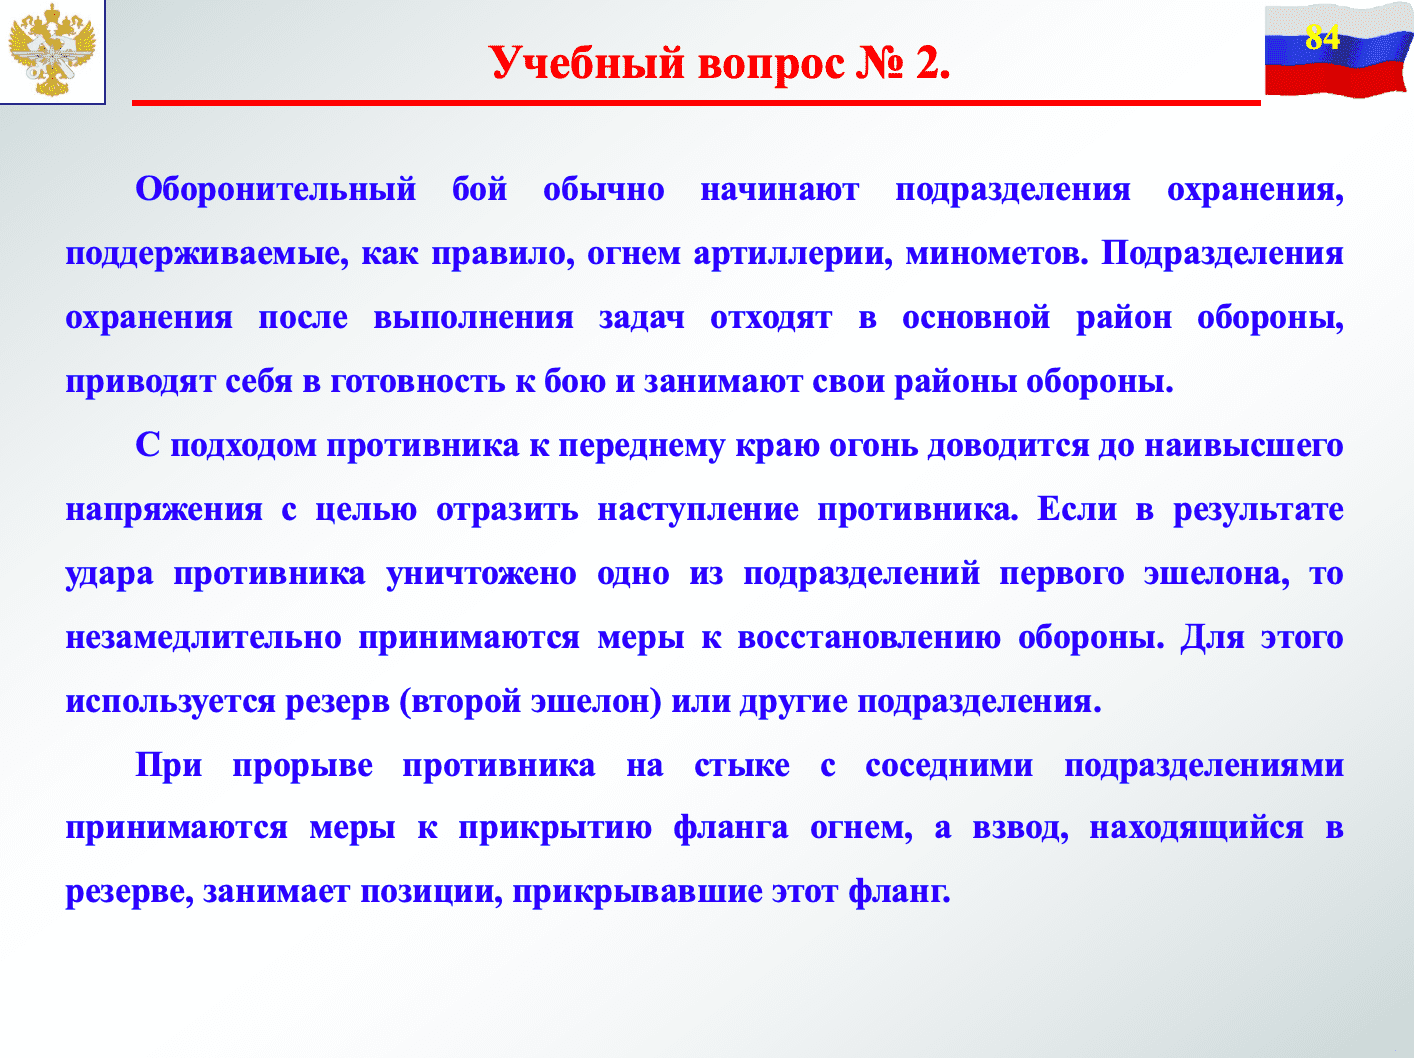 Учебный вопрос № 2.
84
Оборонительный бой обычно начинают подразделения охранения,
поддерживаемые, как правило, огнем артиллерии, минометов. Подразделения
охранения после выполнения задач отходят в основной район обороны,
приводят себя в готовность к бою и занимают свои районы обороны.
С подходом противника к переднему краю огонь доводится до наивысшего
напряжения с целью отразить наступление противника. Если в результате
удара противника уничтожено одно из подразделений первого эшелона, то
незамедлительно принимаются меры к восстановлению обороны. Для этого
используется резерв (второй эшелон) или другие подразделения.
При прорыве противника на стыке с соседними подразделениями
принимаются меры к прикрытию фланга огнем, а взвод, находящийся в
резерве, занимает позиции, прикрывавшие этот фланг.